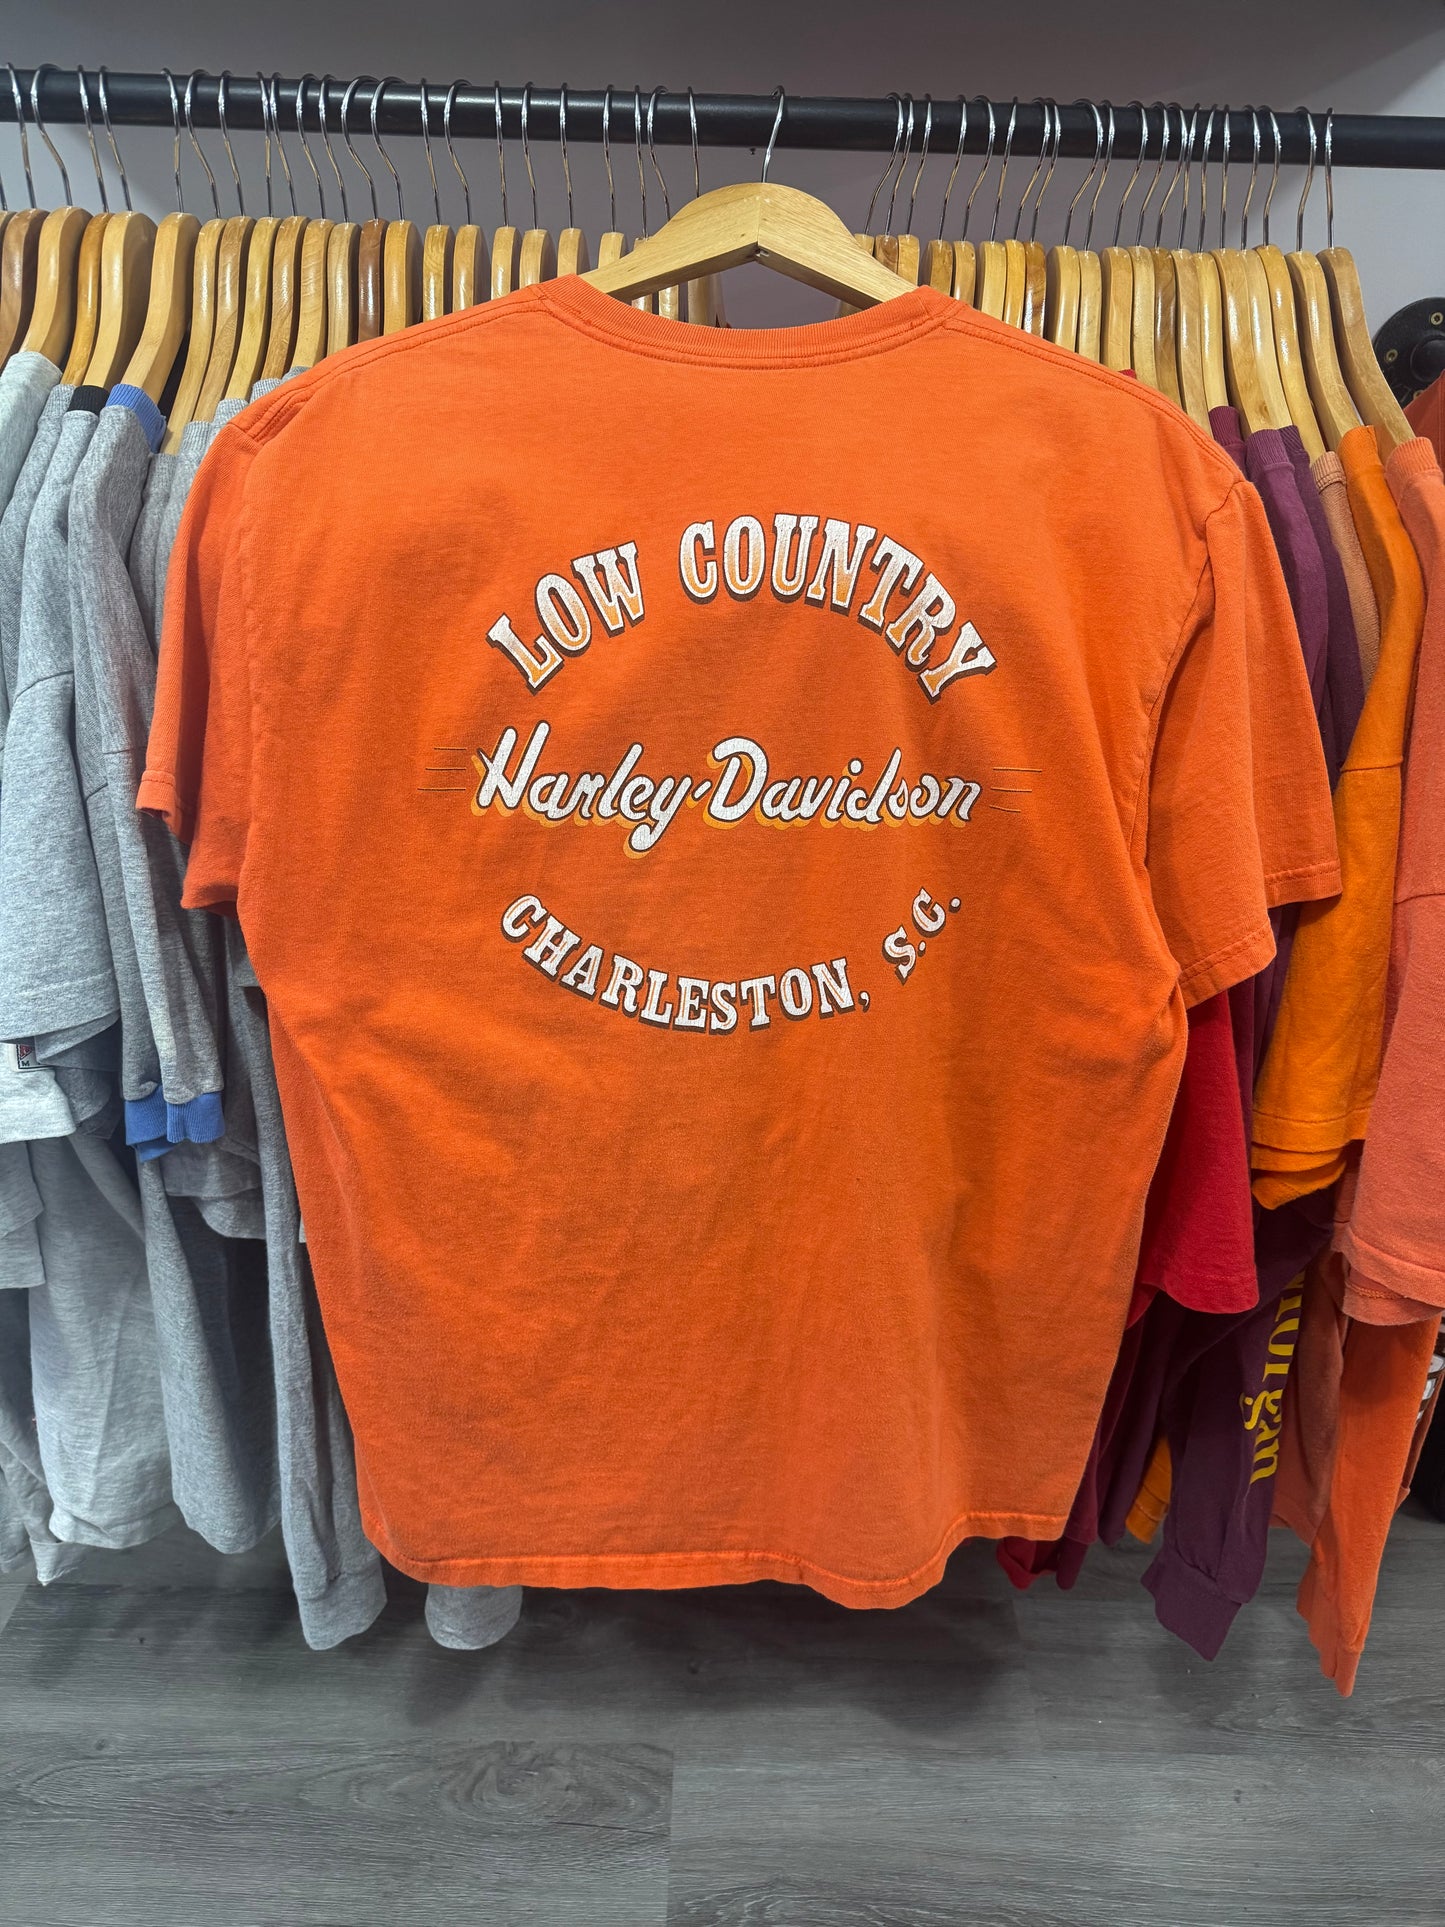 LOW COUNTRY
Harley-Davidson
CHARLESTON, S.C.
M